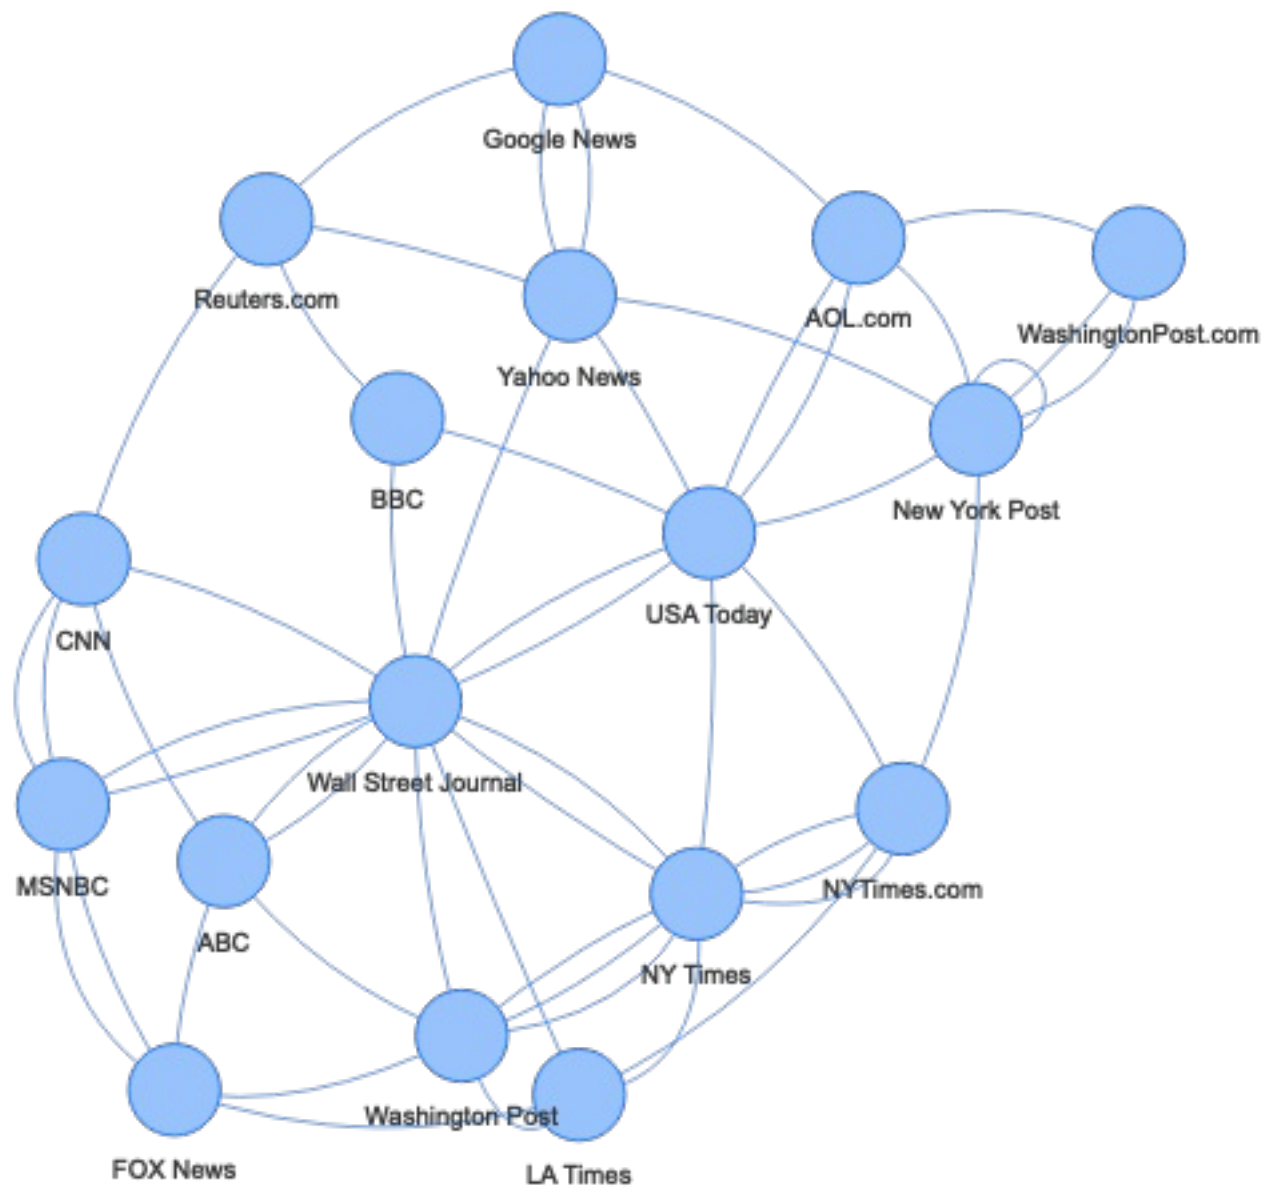 Google News
Reuters.com
AOL.com
WashingtonPost.com
Yahoo News
BBC
New York Post
USA Today
CNN
Wall Street Journal
MSNBC
NYTimes.com
ABC
NY Times
Washington Post
FOX News
LA Times